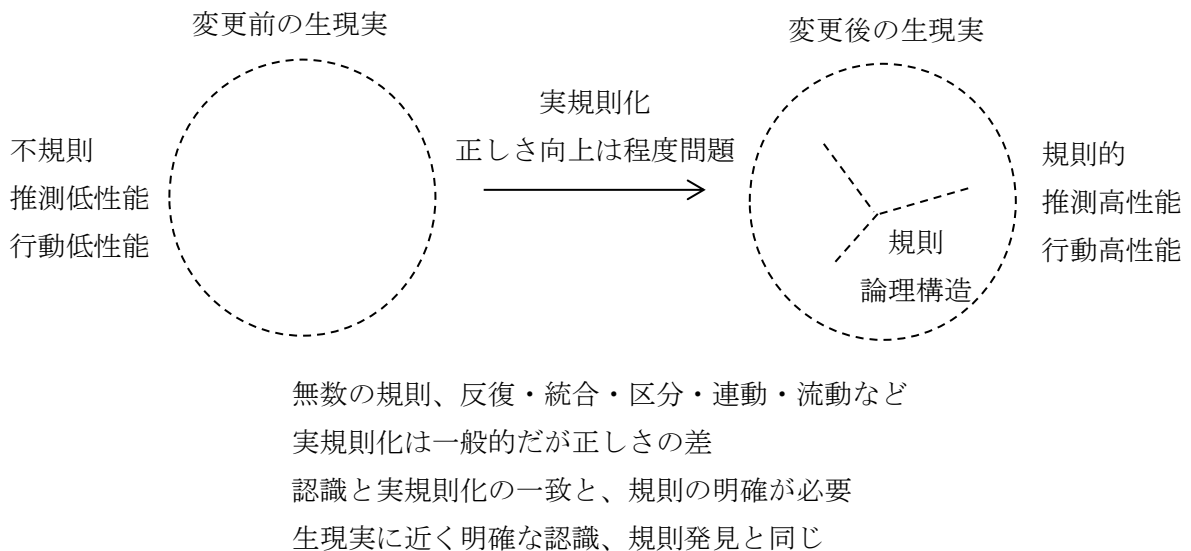 変更前の生現実
変更後の生現実
不規則
推測低性能
行動低性能
実規則化
正しさ向上は程度問題
規則
論理構造
規則的
推測高性能
行動高性能
無数の規則、反復・統合・区分・連動・流動など
実規則化は一般的だが正しさの差
認識と実規則化の一致と、規則の明確が必要
生現実に近く明確な認識、規則発見と同じ